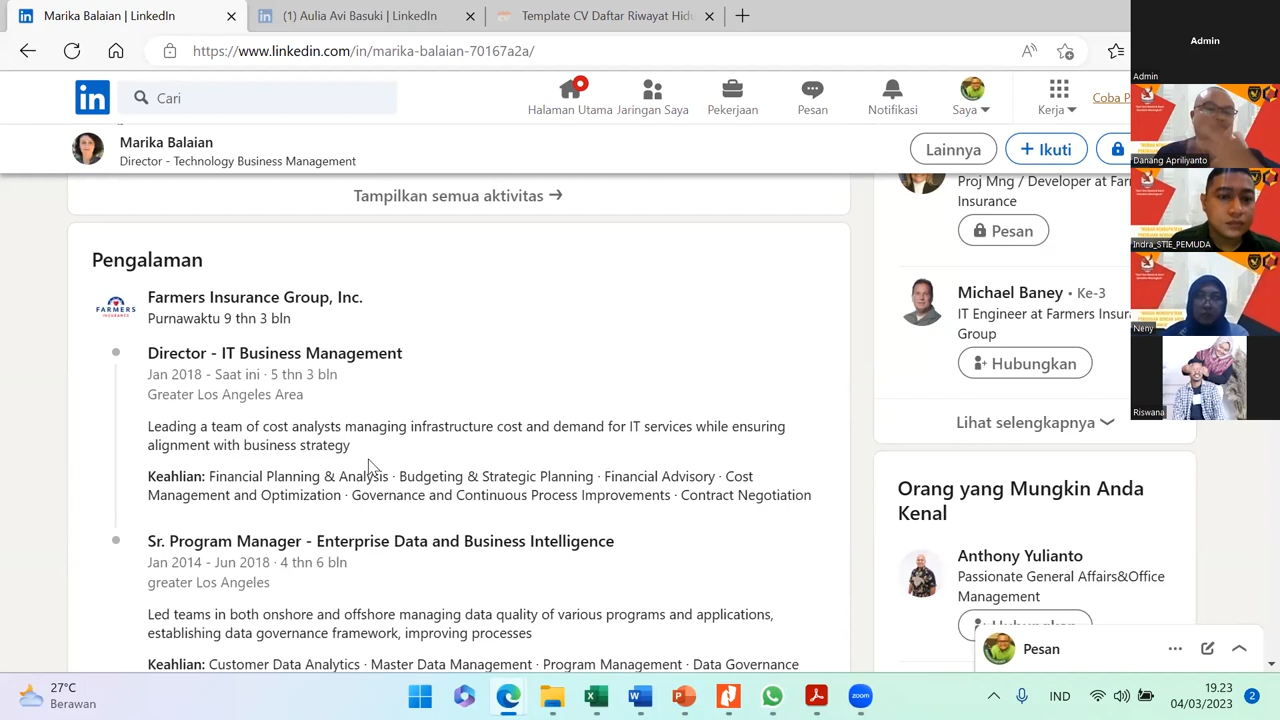 Marika Balaian | LinkedIn
(1) Aulia Avi Basuki | LinkedIn
Template CV Daftar Riwayat Hidu
https://www.linkedin.com/in/marika-balaian-70167a2a/
in
Cari
Halaman Utama
Jaringan Saya
Pekerjaan
Pesan
Notifikasi
Saya
Kerja
Coba P
Marika Balaian
Director - Technology Business Management
Lainnya
+ Ikuti
Tampilkan semua aktivitas →
Pengalaman
FARMERS
INSURANCE
Farmers Insurance Group, Inc.
Purnawaktu 9 thn 3 bln
Director - IT Business Management
Jan 2018 - Saat ini · 5 thn 3 bln
Greater Los Angeles Area
Leading a team of cost analysts managing infrastructure cost and demand for IT services while ensuring
alignment with business strategy
Keahlian: Financial Planning & Analysis · Budgeting & Strategic Planning · Financial Advisory · Cost
Management and Optimization · Governance and Continuous Process Improvements · Contract Negotiation
Sr. Program Manager - Enterprise Data and Business Intelligence
Jan 2014 - Jun 2018 · 4 thn 6 bln
greater Los Angeles
Led teams in both onshore and offshore managing data quality of various programs and applications,
establishing data governance framework, improving processes
Keahlian: Customer Data Analytics · Master Data Management · Program Management · Data Governance
Proj Mng / Developer at Far
Insurance
Pesan
Michael Baney • Ke-3
IT Engineer at Farmers Insur
Group
Hubungkan
Lihat selengkapnya
Orang yang Mungkin Anda
Kenal
Anthony Yulianto
Passionate General Affairs&Office
Management
Hubungkan
Pesan
Admin
Admin
Danang Apriliyanto
Indra_STIE_PEMUDA
Neny
Riswana
27°C
Berawan
zoom
IND
19.23
04/03/2023
2